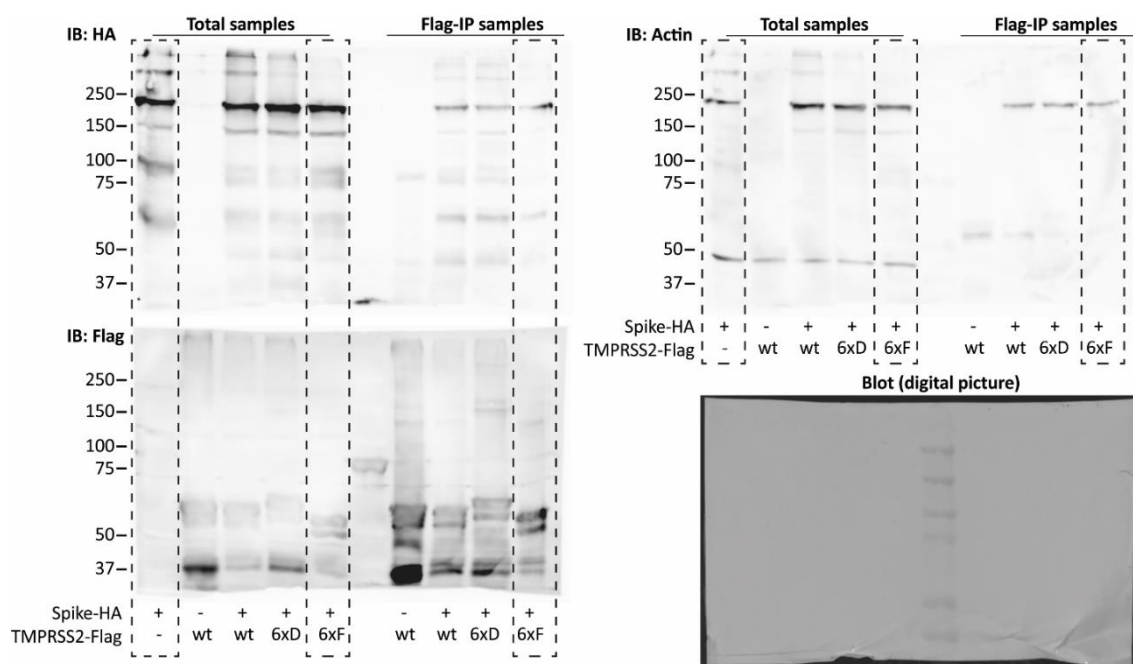 Total samples
Flag-IP samples
IB: HA
250
150
100
75
50
37
IB: Flag
250
150
100
75
50
37
Spike-HA + - + + + - + + +
TMPRSS2-Flag - wt wt 6xD 6xF wt wt 6xD 6xF
Total samples
Flag-IP samples
IB: Actin
250
150
100
75
50
37
Spike-HA + - + + + - + + +
TMPRSS2-Flag - wt wt 6xD 6xF wt wt 6xD 6xF
Blot (digital picture)